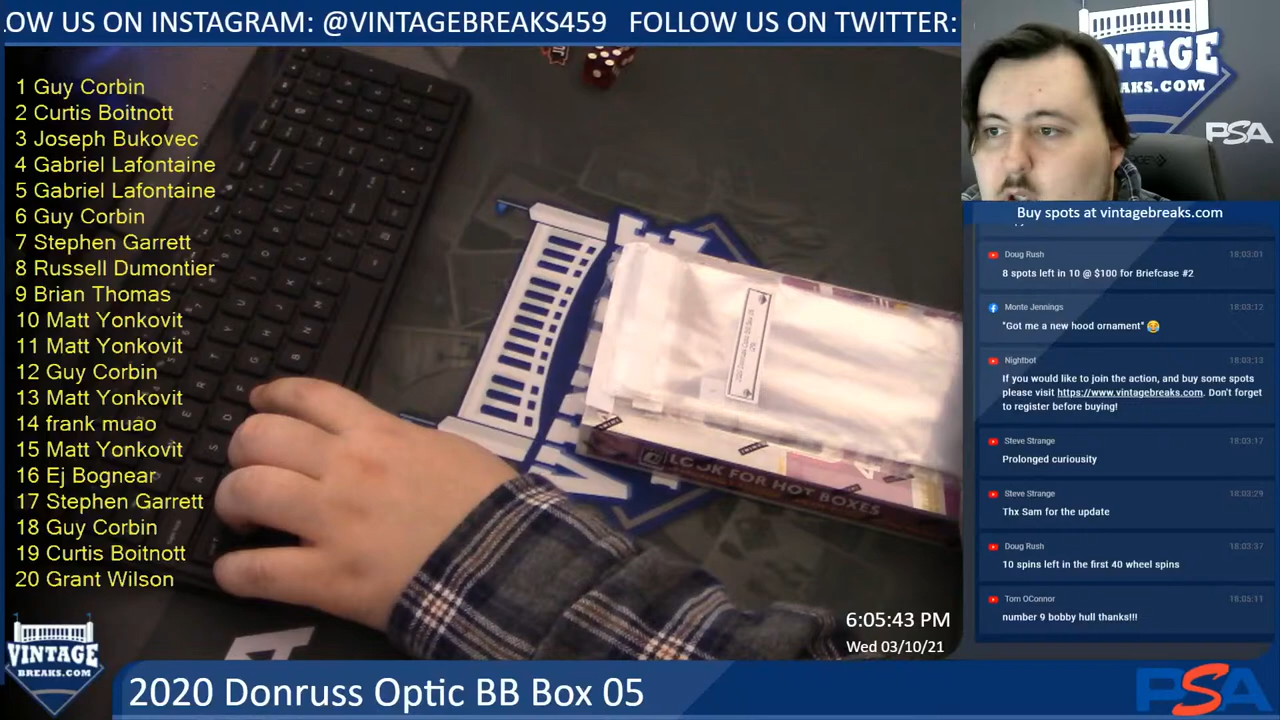 OW US ON INSTAGRAM: @VINTAGEBREAKS459 FOLLOW US ON TWITTER:
1 Guy Corbin
2 Curtis Boitnott
3 Joseph Bukovec
4 Gabriel Lafontaine
5 Gabriel Lafontaine
6 Guy Corbin
7 Stephen Garrett
8 Russell Dumontier
9 Brian Thomas
10 Matt Yonkovit
11 Matt Yonkovit
12 Guy Corbin
13 Matt Yonkovit
14 frank muao
15 Matt Yonkovit
16 Ej Bognear
17 Stephen Garrett
18 Guy Corbin
19 Curtis Boitnott
20 Grant Wilson
LOOK FOR HOT BOXES
VINTAGE
PSA
Buy spots at vintagebreaks.com
Doug Rush 18:03:01
8 spots left in 10 @ $100 for Briefcase #2
Monte Jennings 18:03:12
"Got me a new hood ornament" 😂
Nightbot 18:03:13
If you would like to join the action, and buy some spots
please visit https://www.vintagebreaks.com. Don't forget
to register before buying!
Steve Strange 18:03:17
Prolonged curiousity
Steve Strange 18:03:29
Thx Sam for the update
Doug Rush 18:03:37
10 spins left in the first 40 wheel spins
Tom OConnor 18:05:11
number 9 bobby hull thanks!!!
6:05:43 PM
Wed 03/10/21
VINTAGE
BREAKS.COM
2020 Donruss Optic BB Box 05
PSA